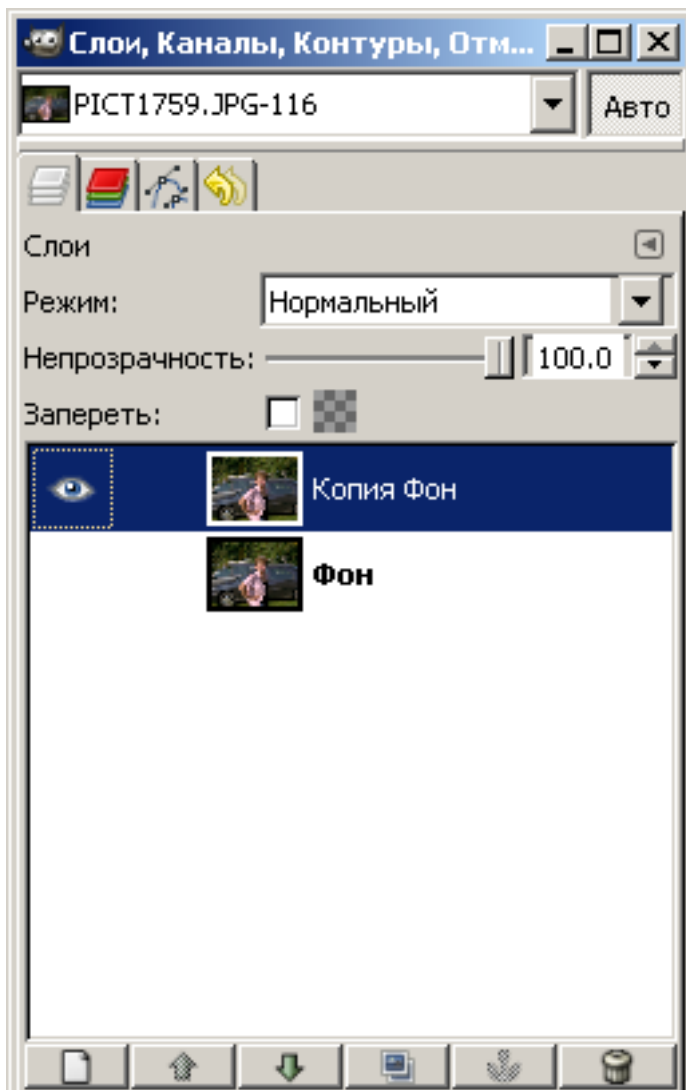 Слои, Каналы, Контуры, Отм...
PICT1759.JPG-116
Авто
Слои
Режим: Нормальный
Непрозрачность: 100.0
Запереть:
Копия Фон
Фон